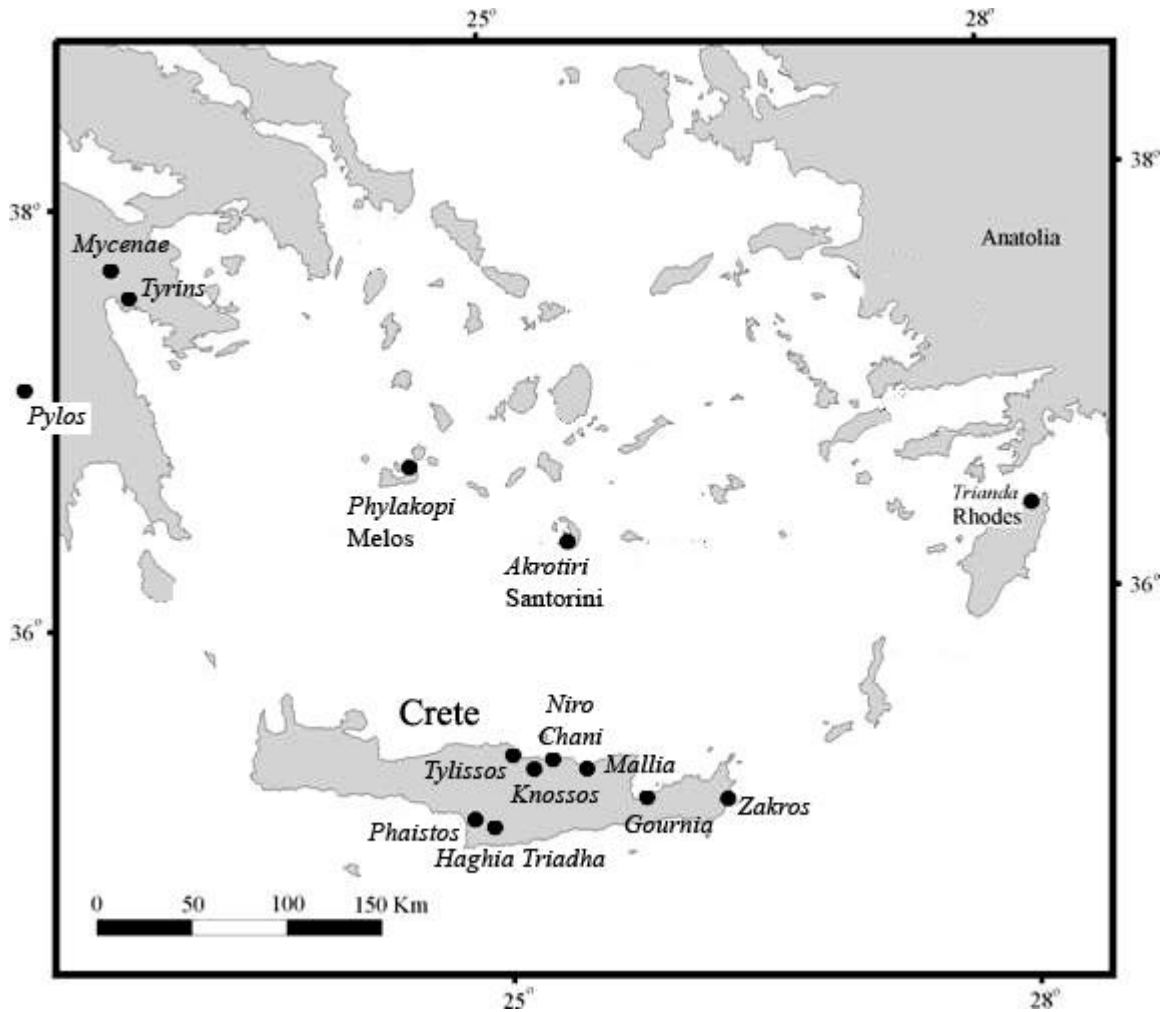 25°
28°
38°
38°
Mycenae
Tyrins
Anatolia
Pylos
Phylakopi
Melos
Trianda
Rhodes
Akrotiri
Santorini
36°
36°
Crete
Niro
Chani
Tylissos
Knossos
Mallia
Gournia
Zakros
Phaistos
Haghia Triadha
0 50 100 150 Km
25°
28°